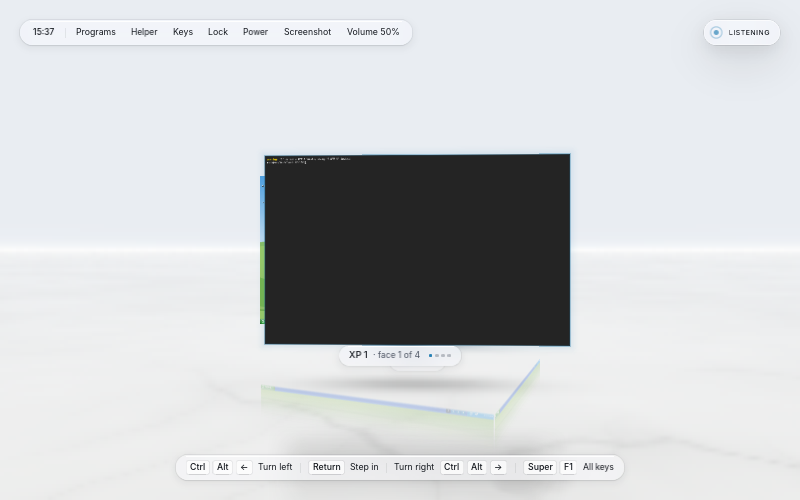 15:37 Programs Helper Keys Lock Power Screenshot Volume 50%
LISTENING
XP 1 · face 1 of 4
Ctrl Alt ← Turn left Return Step in Turn right Ctrl Alt → Super F1 All keys